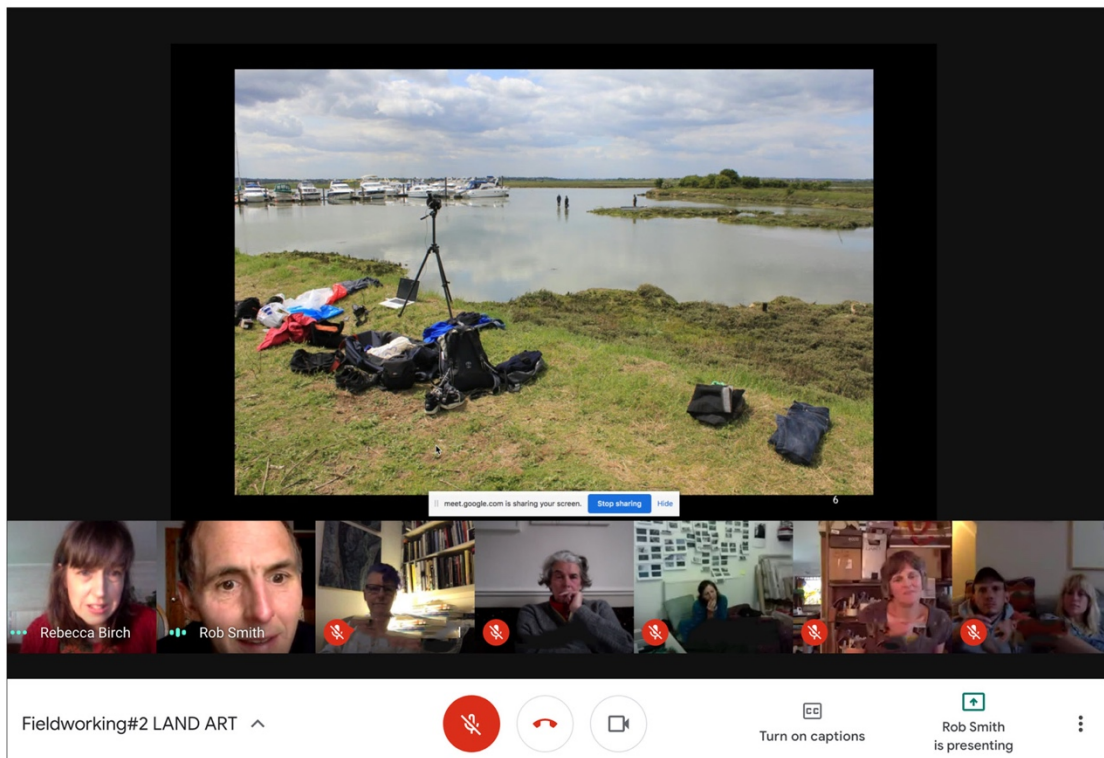 6
meet.google.com is sharing your screen. Stop sharing Hide
Rebecca Birch
Rob Smith
Fieldworking#2 LAND ART
CC
Turn on captions
Rob Smith
is presenting